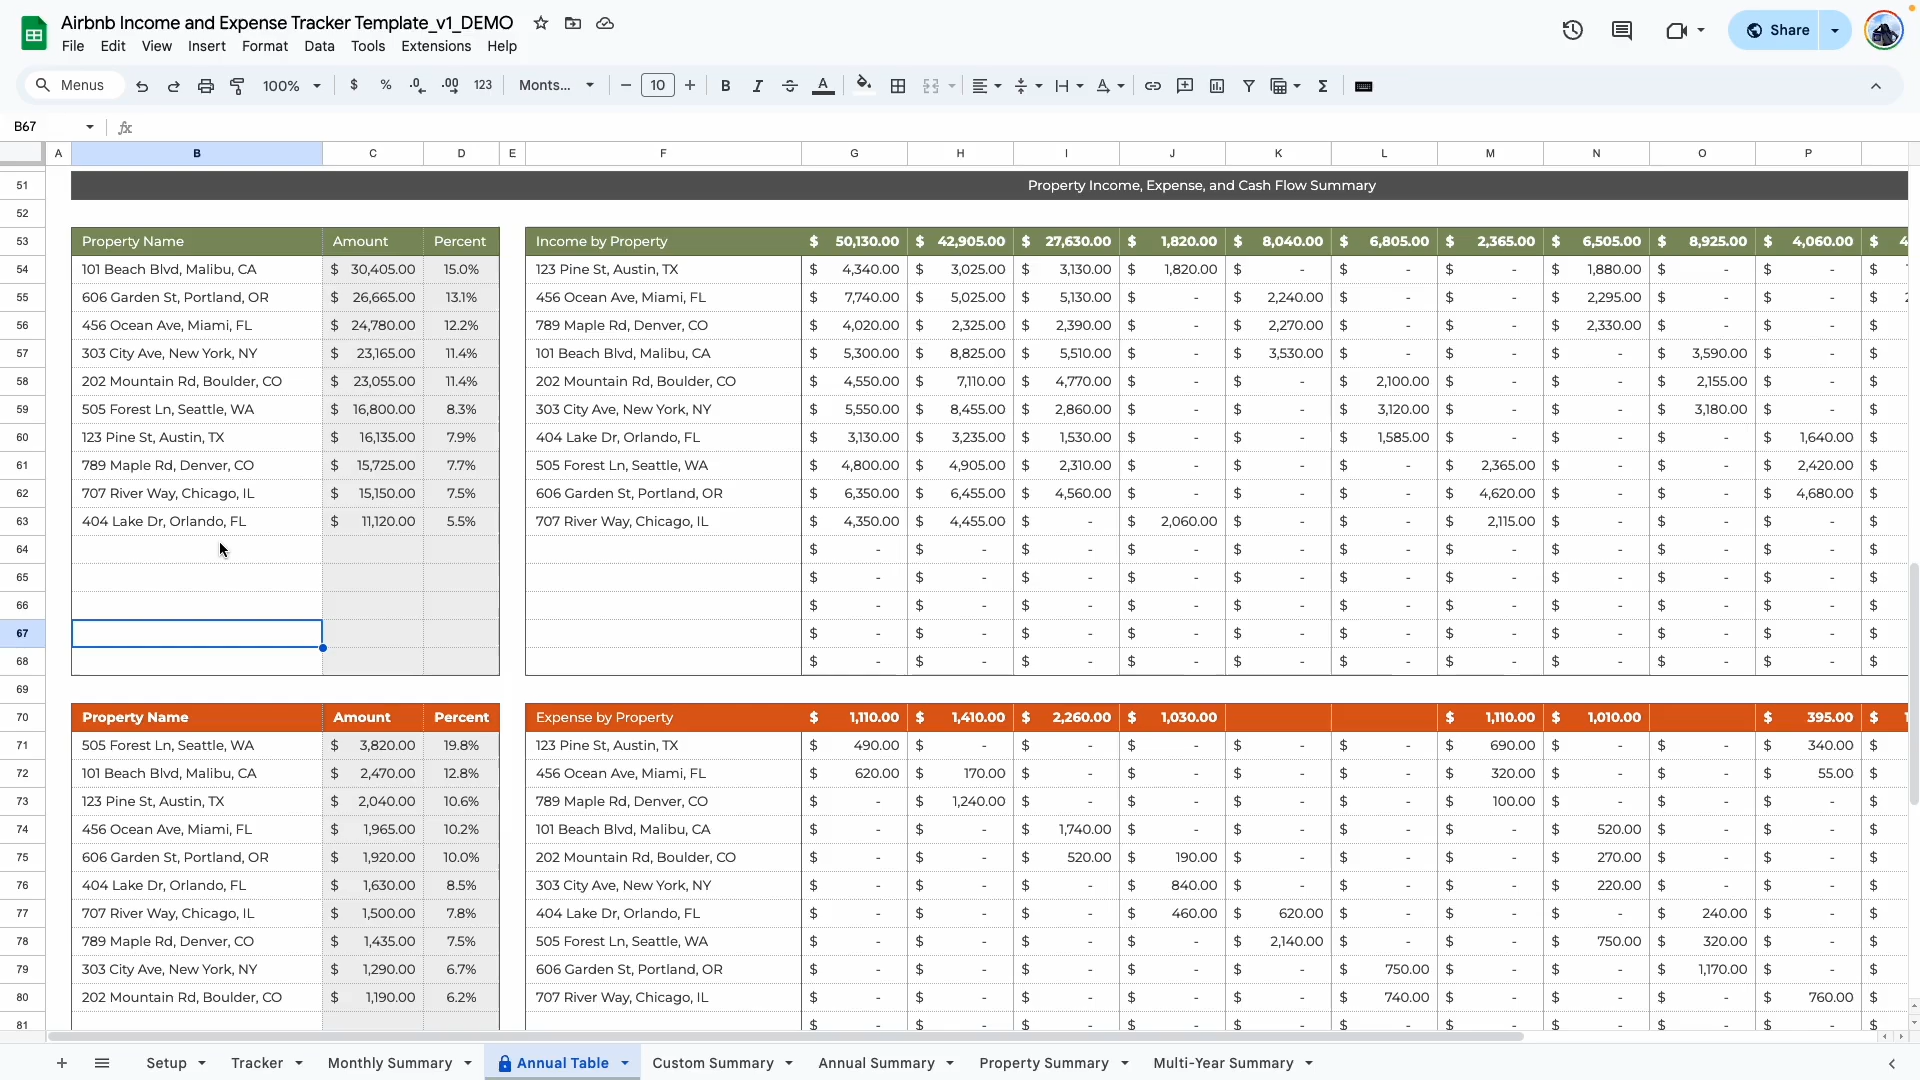 Airbnb Income and Expense Tracker Template_v1_DEMO
Share
File Edit View Insert Format Data Tools Extensions Help
Menus 100% $ % .0 .00 123 Monts... 10 B I A
B67 fx
A B C D E F G H I J K L M N O P
51 Property Income, Expense, and Cash Flow Summary
52
53 Property Name Amount Percent Income by Property $ 50,130.00 $ 42,905.00 $ 27,630.00 $ 1,820.00 $ 8,040.00 $ 6,805.00 $ 2,365.00 $ 6,505.00 $ 8,925.00 $ 4,060.00 $
54 101 Beach Blvd, Malibu, CA $ 30,405.00 15.0% 123 Pine St, Austin, TX $ 4,340.00 $ 3,025.00 $ 3,130.00 $ 1,820.00 $ - $ - $ - $ 1,880.00 $ - $ - $
55 606 Garden St, Portland, OR $ 26,665.00 13.1% 456 Ocean Ave, Miami, FL $ 7,740.00 $ 5,025.00 $ 5,130.00 $ - $ 2,240.00 $ - $ - $ 2,295.00 $ - $ - $
56 456 Ocean Ave, Miami, FL $ 24,780.00 12.2% 789 Maple Rd, Denver, CO $ 4,020.00 $ 2,325.00 $ 2,390.00 $ - $ 2,270.00 $ - $ - $ 2,330.00 $ - $ - $
57 303 City Ave, New York, NY $ 23,165.00 11.4% 101 Beach Blvd, Malibu, CA $ 5,300.00 $ 8,825.00 $ 5,510.00 $ - $ 3,530.00 $ - $ - $ - $ 3,590.00 $ - $
58 202 Mountain Rd, Boulder, CO $ 23,055.00 11.4% 202 Mountain Rd, Boulder, CO $ 4,550.00 $ 7,110.00 $ 4,770.00 $ - $ - $ 2,100.00 $ - $ - $ 2,155.00 $ - $
59 505 Forest Ln, Seattle, WA $ 16,800.00 8.3% 303 City Ave, New York, NY $ 5,550.00 $ 8,455.00 $ 2,860.00 $ - $ - $ 3,120.00 $ - $ - $ 3,180.00 $ - $
60 123 Pine St, Austin, TX $ 16,135.00 7.9% 404 Lake Dr, Orlando, FL $ 3,130.00 $ 3,235.00 $ 1,530.00 $ - $ - $ 1,585.00 $ - $ - $ - $ 1,640.00 $
61 789 Maple Rd, Denver, CO $ 15,725.00 7.7% 505 Forest Ln, Seattle, WA $ 4,800.00 $ 4,905.00 $ 2,310.00 $ - $ - $ - $ 2,365.00 $ - $ - $ 2,420.00 $
62 707 River Way, Chicago, IL $ 15,150.00 7.5% 606 Garden St, Portland, OR $ 6,350.00 $ 6,455.00 $ 4,560.00 $ - $ - $ - $ 4,620.00 $ - $ - $ 4,680.00 $
63 404 Lake Dr, Orlando, FL $ 11,120.00 5.5% 707 River Way, Chicago, IL $ 4,350.00 $ 4,455.00 $ - $ 2,060.00 $ - $ - $ 2,115.00 $ - $ - $ - $
64 $ - $ - $ - $ - $ - $ - $ - $ - $ - $ - $
65 $ - $ - $ - $ - $ - $ - $ - $ - $ - $ - $
66 $ - $ - $ - $ - $ - $ - $ - $ - $ - $ - $
67 $ - $ - $ - $ - $ - $ - $ - $ - $ - $ - $
68 $ - $ - $ - $ - $ - $ - $ - $ - $ - $ - $
69
70 Property Name Amount Percent Expense by Property $ 1,110.00 $ 1,410.00 $ 2,260.00 $ 1,030.00 $ 1,110.00 $ 1,010.00 $ 395.00 $
71 505 Forest Ln, Seattle, WA $ 3,820.00 19.8% 123 Pine St, Austin, TX $ 490.00 $ - $ - $ - $ - $ - $ 690.00 $ - $ - $ 340.00 $
72 101 Beach Blvd, Malibu, CA $ 2,470.00 12.8% 456 Ocean Ave, Miami, FL $ 620.00 $ 170.00 $ - $ - $ - $ - $ 320.00 $ - $ - $ 55.00 $
73 123 Pine St, Austin, TX $ 2,040.00 10.6% 789 Maple Rd, Denver, CO $ - $ 1,240.00 $ - $ - $ - $ - $ 100.00 $ - $ - $ - $
74 456 Ocean Ave, Miami, FL $ 1,965.00 10.2% 101 Beach Blvd, Malibu, CA $ - $ - $ 1,740.00 $ - $ - $ - $ - $ 520.00 $ - $ - $
75 606 Garden St, Portland, OR $ 1,920.00 10.0% 202 Mountain Rd, Boulder, CO $ - $ - $ 520.00 $ 190.00 $ - $ - $ - $ 270.00 $ - $ - $
76 404 Lake Dr, Orlando, FL $ 1,630.00 8.5% 303 City Ave, New York, NY $ - $ - $ - $ 840.00 $ - $ - $ - $ 220.00 $ - $ - $
77 707 River Way, Chicago, IL $ 1,500.00 7.8% 404 Lake Dr, Orlando, FL $ - $ - $ - $ 460.00 $ 620.00 $ - $ - $ - $ 240.00 $ - $
78 789 Maple Rd, Denver, CO $ 1,435.00 7.5% 505 Forest Ln, Seattle, WA $ - $ - $ - $ - $ 2,140.00 $ - $ - $ 750.00 $ 320.00 $ - $
79 303 City Ave, New York, NY $ 1,290.00 6.7% 606 Garden St, Portland, OR $ - $ - $ - $ - $ - $ 750.00 $ - $ - $ 1,170.00 $ - $
80 202 Mountain Rd, Boulder, CO $ 1,190.00 6.2% 707 River Way, Chicago, IL $ - $ - $ - $ - $ - $ 740.00 $ - $ - $ - $ 760.00 $
81 $ - $ - $ - $ - $ - $ - $ - $ - $ - $ - $
Setup Tracker Monthly Summary Annual Table Custom Summary Annual Summary Property Summary Multi-Year Summary